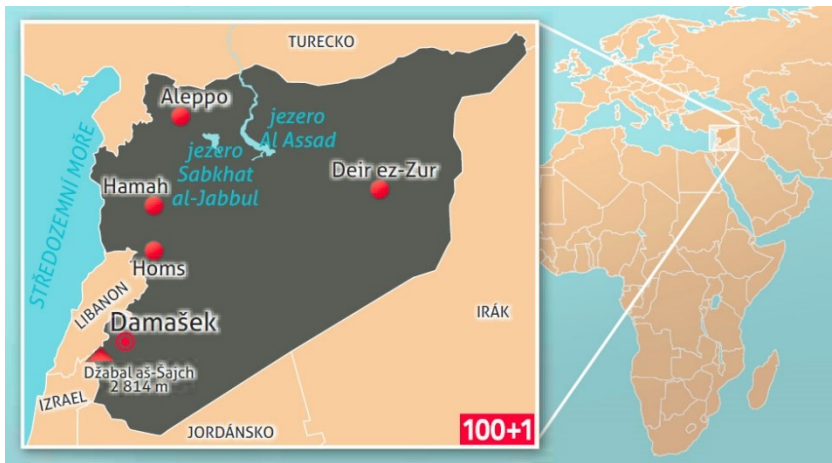 TURECKO
Aleppo
jezero
Al Assad
jezero
Sabkhat
al-Jabbul
Deir ez-Zur
Hamah
STŘEDOZEMNÍ MOŘE
Homs
LIBANON
Damašek
IRÁK
Džabal aš-Šajch
2 814 m
IZRAEL
JORDÁNSKO
100+1